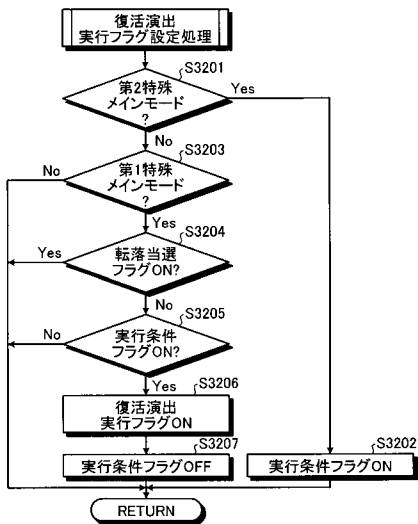 復活演出
実行フラグ設定処理
S3201
第2特殊
メインモード
?
Yes
No
S3203
第1特殊
メインモード
?
No
Yes
S3204
転落当選
フラグON?
Yes
No
S3205
実行条件
フラグON?
No
Yes
S3206
復活演出
実行フラグON
S3207
実行条件フラグOFF
S3202
実行条件フラグON
RETURN